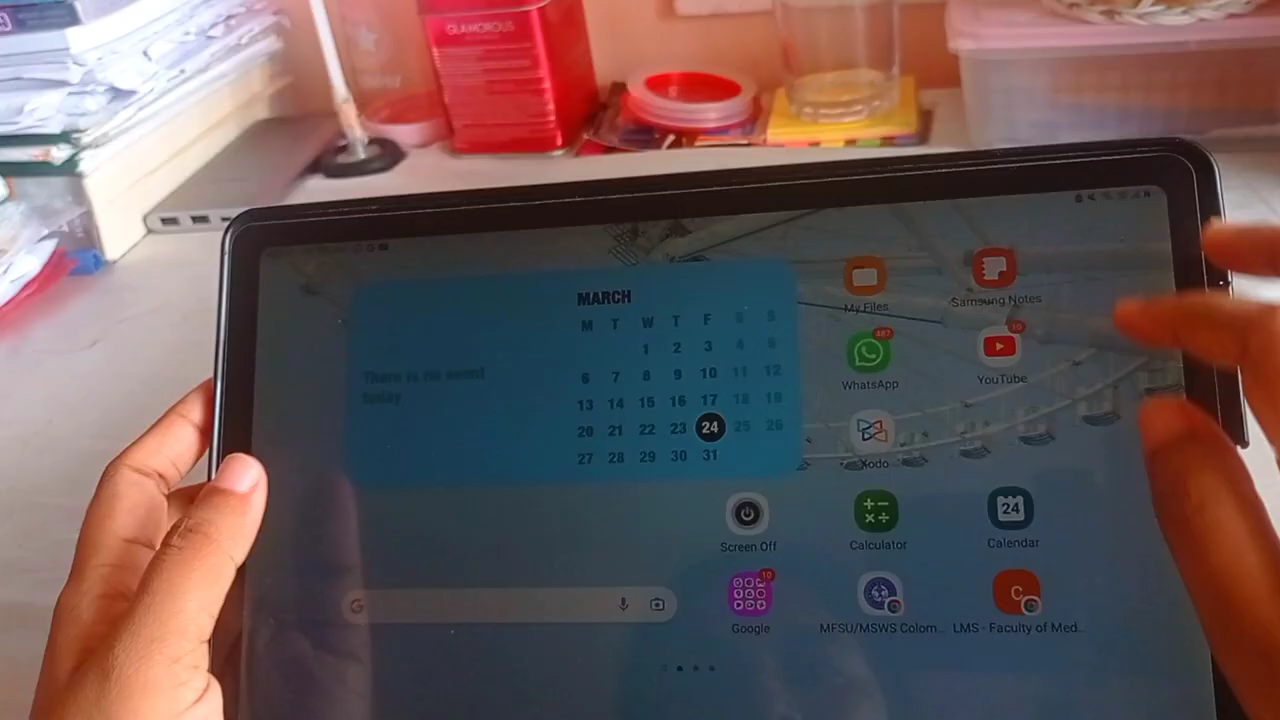 GLAMOROUS
MARCH
M T W T F S S
1 2 3 4 5
6 7 8 9 10 11 12
13 14 15 16 17 18 19
20 21 22 23 24 25 26
27 28 29 30 31
There is no event
today
My Files
Samsung Notes
487
WhatsApp
10
YouTube
Xodo
Screen Off
Calculator
24
Calendar
G
10
Google
MFSU/MSWS Colom...
C
LMS - Faculty of Med...